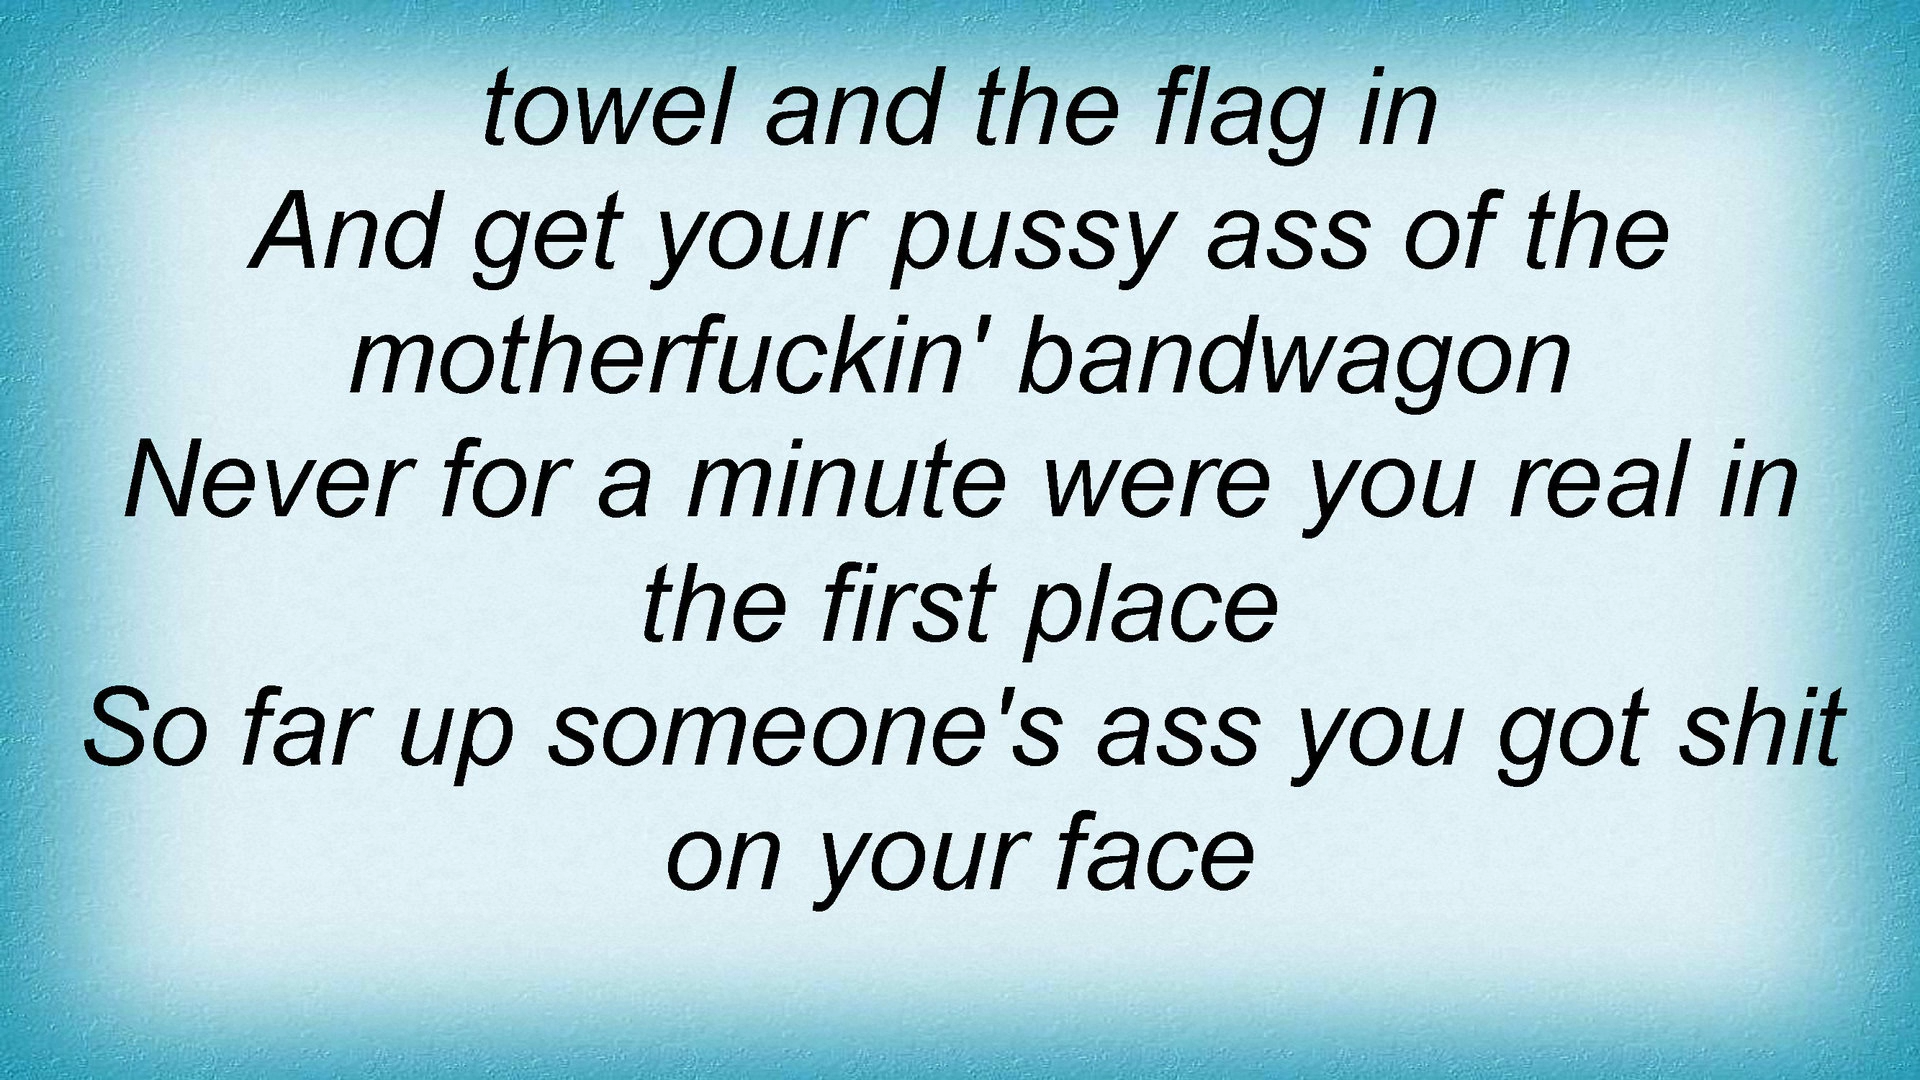 towel and the flag in
And get your pussy ass of the
motherfuckin' bandwagon
Never for a minute were you real in
the first place
So far up someone's ass you got shit
on your face